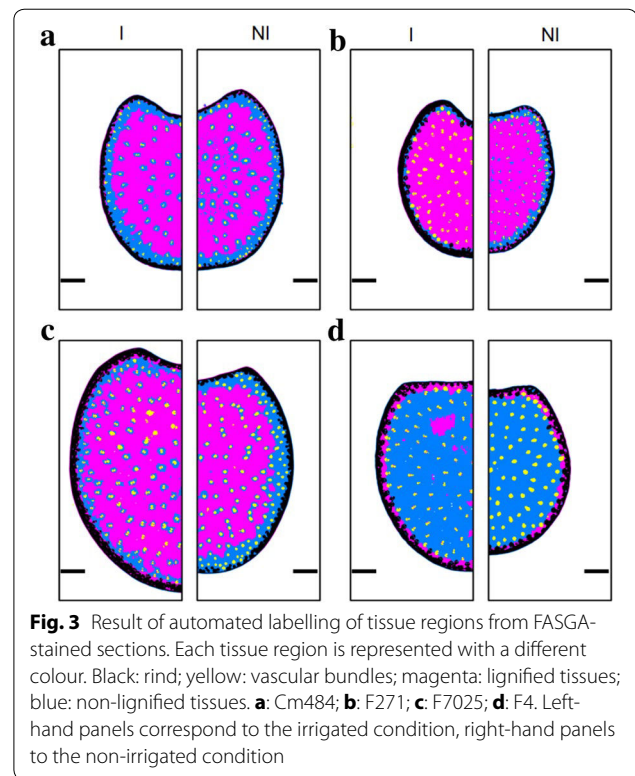 a I NI b I NI
c d
Fig. 3 Result of automated labelling of tissue regions from FASGA-
stained sections. Each tissue region is represented with a different
colour. Black: rind; yellow: vascular bundles; magenta: lignified tissues;
blue: non-lignified tissues. a: Cm484; b: F271; c: F7025; d: F4. Left-
hand panels correspond to the irrigated condition, right-hand panels
to the non-irrigated condition